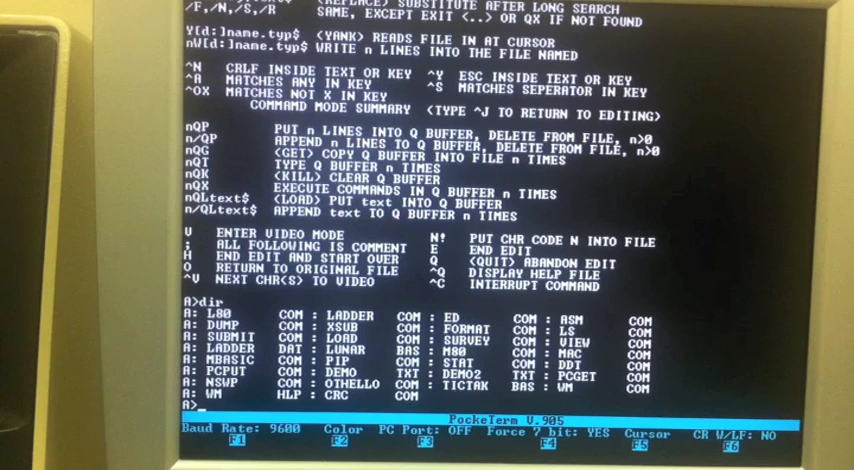 (REPLACE) SUBSTITUTE AFTER LONG SEARCH
/F,/N,/S,/R SAME, EXCEPT EXIT <..> OR QX IF NOT FOUND
Y[d:]name.typ$ (YANK) READS FILE IN AT CURSOR
nW[d:]name.typ$ WRITE n LINES INTO THE FILE NAMED
^N CRLF INSIDE TEXT OR KEY ^Y ESC INSIDE TEXT OR KEY
^A MATCHES ANY IN KEY ^S MATCHES SEPERATOR IN KEY
^OX MATCHES NOT X IN KEY
COMMAMD MODE SUMMARY <TYPE ^J TO RETURN TO EDITING>
nQP PUT n LINES INTO Q BUFFER, DELETE FROM FILE, n>0
n/QP APPEND n LINES TO Q BUFFER, DELETE FROM FILE, n>0
nQG (GET) COPY Q BUFFER INTO FILE n TIMES
nQT TYPE Q BUFFER n TIMES
nQK (KILL) CLEAR Q BUFFER
nQX EXECUTE COMMANDS IN Q BUFFER n TIMES
nQLtext$ (LOAD) PUT text INTO Q BUFFER
n/QLtext$ APPEND text TO Q BUFFER n TIMES
V ENTER VIDEO MODE N! PUT CHR CODE N INTO FILE
; ALL FOLLOWING IS COMMENT E END EDIT
H END EDIT AND START OVER Q (QUIT) ABANDON EDIT
O RETURN TO ORIGINAL FILE ^Q DISPLAY HELP FILE
^V NEXT CHR(S) TO VIDEO ^C INTERRUPT COMMAND
A>dir
A: L80 COM : LADDER COM : ED COM : ASM COM
A: DUMP COM : XSUB COM : FORMAT COM : LS COM
A: SUBMIT COM : LOAD COM : SURVEY COM : VIEW COM
A: LADDER DAT : LUNAR BAS : M80 COM : MAC COM
A: MBASIC COM : PIP COM : STAT COM : DDT COM
A: PCPUT COM : DEMO TXT : DEMO2 TXT : PCGET COM
A: NSWP COM : OTHELLO COM : TICTAK BAS : WM COM
A: WM HLP : CRC COM
A>_
PockeTerm V.905
Baud Rate: 9600 Color PC Port: OFF Force 7 bit: YES Cursor CR W/LF: NO
F1 F2 F3 F4 F5 F6